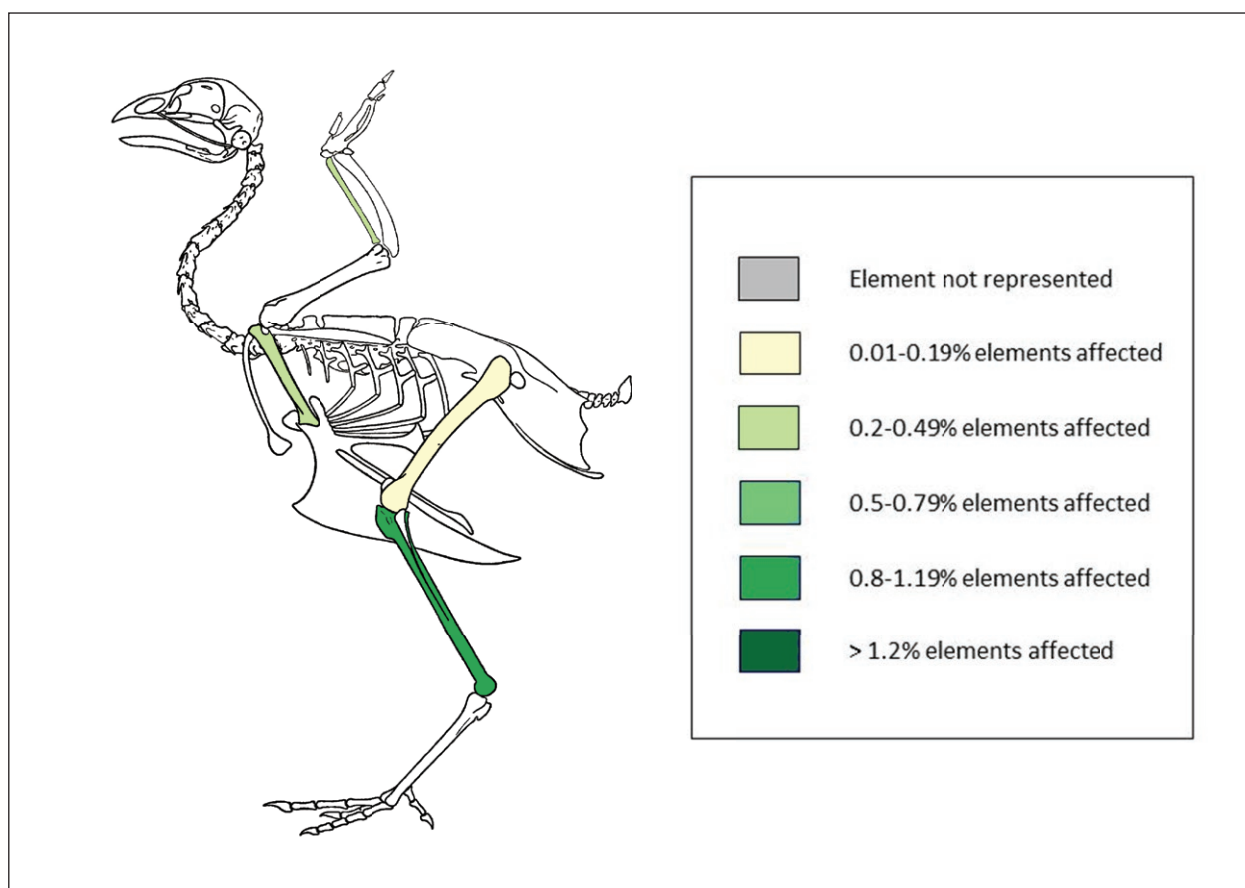 Element not represented
0.01-0.19% elements affected
0.2-0.49% elements affected
0.5-0.79% elements affected
0.8-1.19% elements affected
> 1.2% elements affected